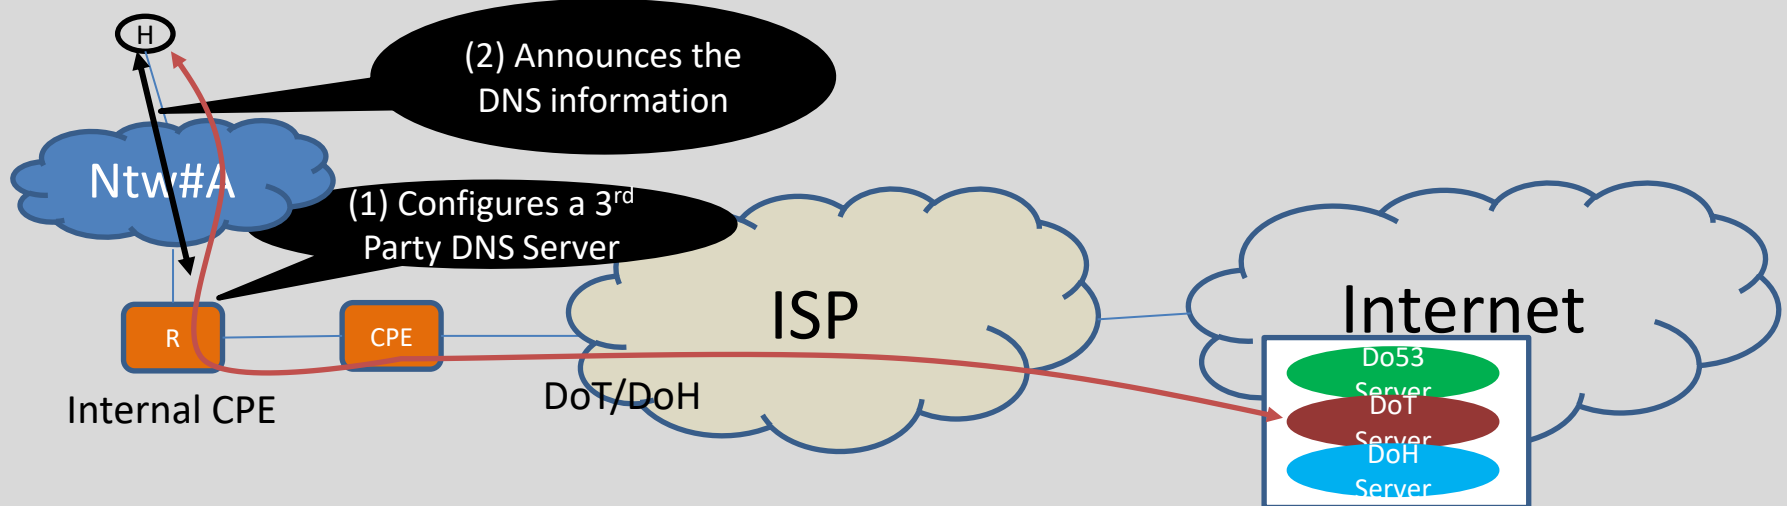 H
(2) Announces the
DNS information
Ntw#A
(1) Configures a 3rd
Party DNS Server
R
CPE
Internal CPE
ISP
DoT/DoH
Internet
Do53
Server
DoT
Server
DoH
Server